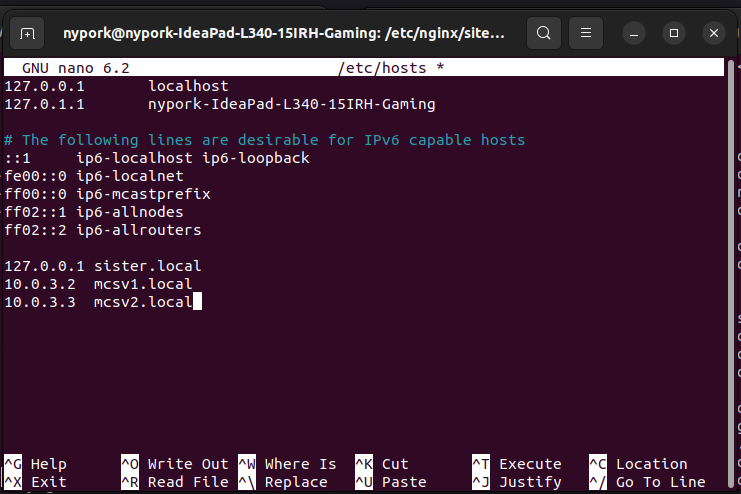 nypork@nypork-IdeaPad-L340-15IRH-Gaming: /etc/nginx/site...
GNU nano 6.2 /etc/hosts *
127.0.0.1 localhost
127.0.1.1 nypork-IdeaPad-L340-15IRH-Gaming
# The following lines are desirable for IPv6 capable hosts
::1 ip6-localhost ip6-loopback
fe00::0 ip6-localnet
ff00::0 ip6-mcastprefix
ff02::1 ip6-allnodes
ff02::2 ip6-allrouters
127.0.0.1 sister.local
10.0.3.2 mcsv1.local
10.0.3.3 mcsv2.local
^G Help ^O Write Out ^W Where Is ^K Cut ^T Execute ^C Location
^X Exit ^R Read File ^\ Replace ^U Paste ^J Justify ^/ Go To Line